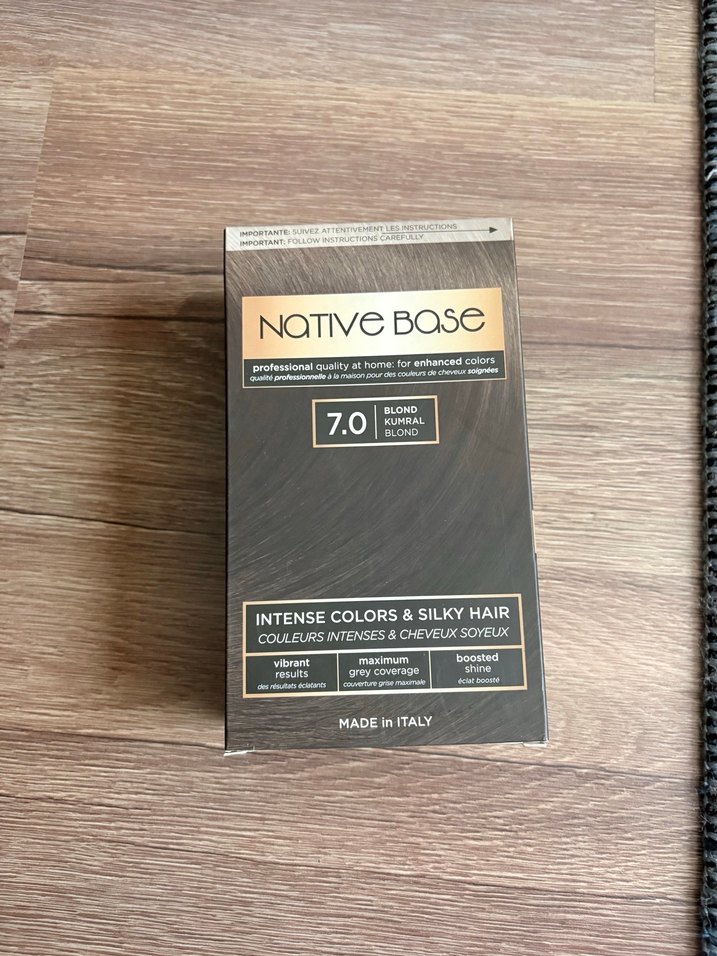 IMPORTANTE: SUIVEZ ATTENTIVEMENT LES INSTRUCTIONS
IMPORTANT: FOLLOW INSTRUCTIONS CAREFULLY
NATIVE BASE
professional quality at home: for enhanced colors
qualité professionnelle à la maison pour des couleurs de cheveux soignées
7.0
BLOND
KUMRAL
BLOND
INTENSE COLORS & SILKY HAIR
COULEURS INTENSES & CHEVEUX SOYEUX
vibrant
results
des résultats éclatants
maximum
grey coverage
couverture grise maximale
boosted
shine
éclat boosté
MADE in ITALY